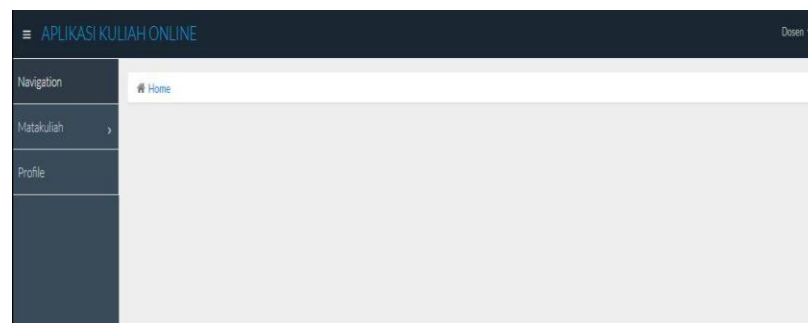 APLIKASI KULIAH ONLINE
Dosen
Navigation
Home
Matakuliah
Profile